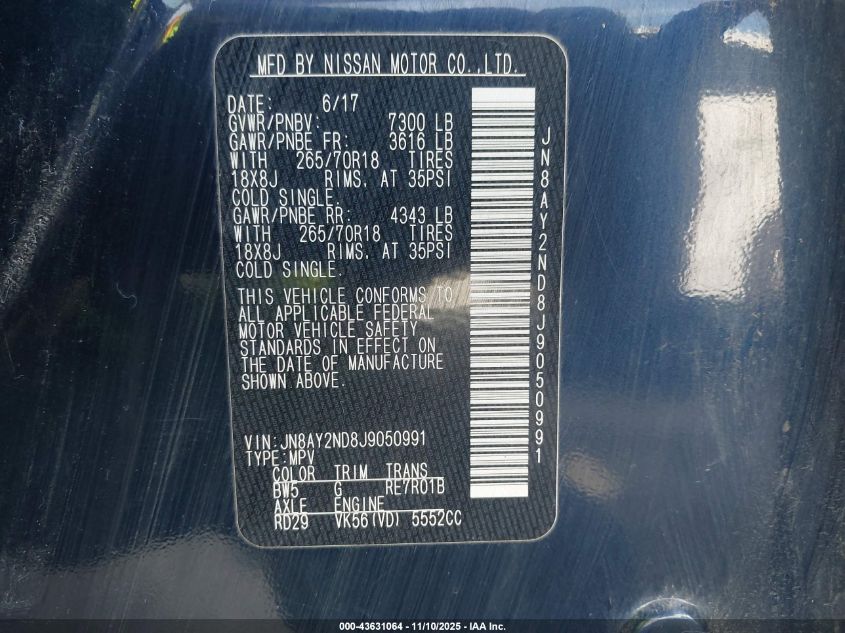 MFD BY NISSAN MOTOR CO.,LTD.
DATE: 6/17
GVWR/PNBV: 7300 LB
GAWR/PNBE FR: 3616 LB
WITH 265/70R18 TIRES
18X8J RIMS, AT 35PSI
COLD SINGLE.
GAWR/PNBE RR: 4343 LB
WITH 265/70R18 TIRES
18X8J RIMS, AT 35PSI
COLD SINGLE.
THIS VEHICLE CONFORMS TO
ALL APPLICABLE FEDERAL
MOTOR VEHICLE SAFETY
STANDARDS IN EFFECT ON
THE DATE OF MANUFACTURE
SHOWN ABOVE.
VIN:JN8AY2ND8J9050991
TYPE:MPV
COLOR TRIM TRANS
BW5 G RE7R01B
AXLE ENGINE
RD29 VK56(VD) 5552CC
JN8AY2ND8J9050991
000-43631064 - 11/10/2025 - IAA Inc.